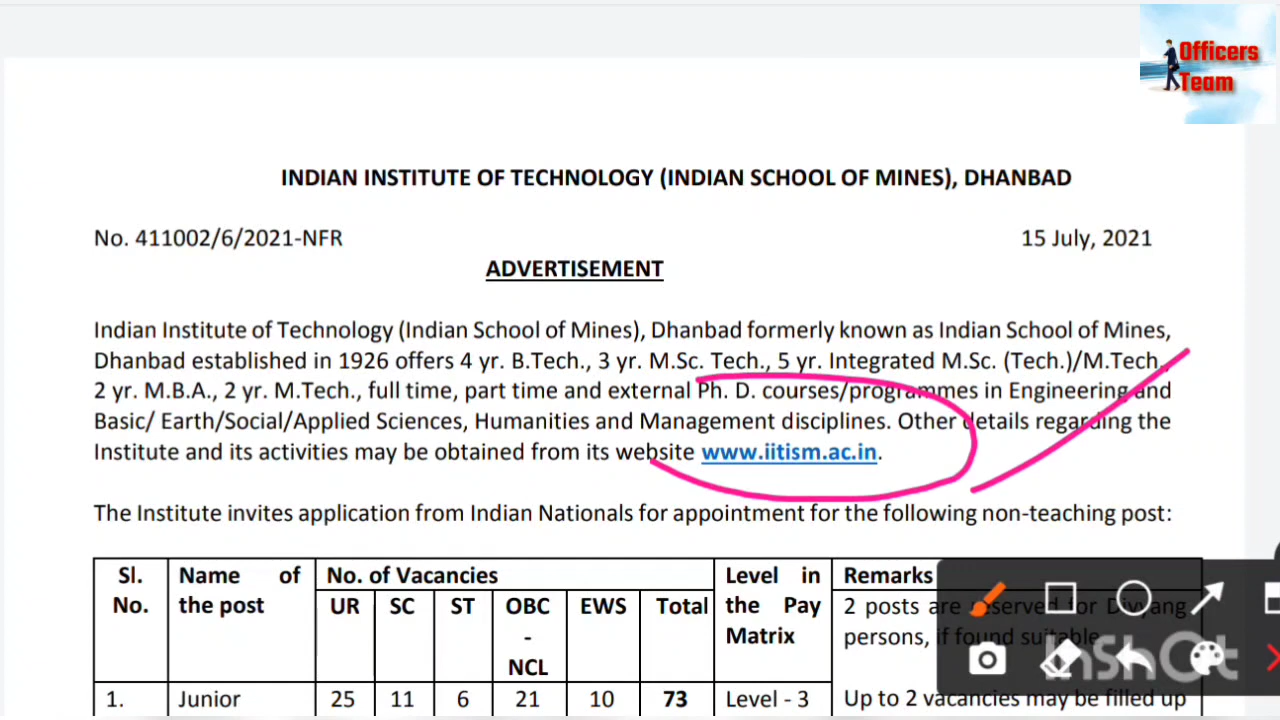 Officers
Team
INDIAN INSTITUTE OF TECHNOLOGY (INDIAN SCHOOL OF MINES), DHANBAD
No. 411002/6/2021-NFR 15 July, 2021
ADVERTISEMENT
Indian Institute of Technology (Indian School of Mines), Dhanbad formerly known as Indian School of Mines,
Dhanbad established in 1926 offers 4 yr. B.Tech., 3 yr. M.Sc. Tech., 5 yr. Integrated M.Sc. (Tech.)/M.Tech.,
2 yr. M.B.A., 2 yr. M.Tech., full time, part time and external Ph. D. courses/programmes in Engineering and
Basic/ Earth/Social/Applied Sciences, Humanities and Management disciplines. Other details regarding the
Institute and its activities may be obtained from its website www.iitism.ac.in.
The Institute invites application from Indian Nationals for appointment for the following non-teaching post:
Sl. No. Name of the post No. of Vacancies Level in the Pay Matrix Remarks
UR SC ST OBC - NCL EWS Total
2 posts are reserved for Divyang
persons, if found suitable
1. Junior 25 11 6 21 10 73 Level - 3 Up to 2 vacancies may be filled up
InShOt